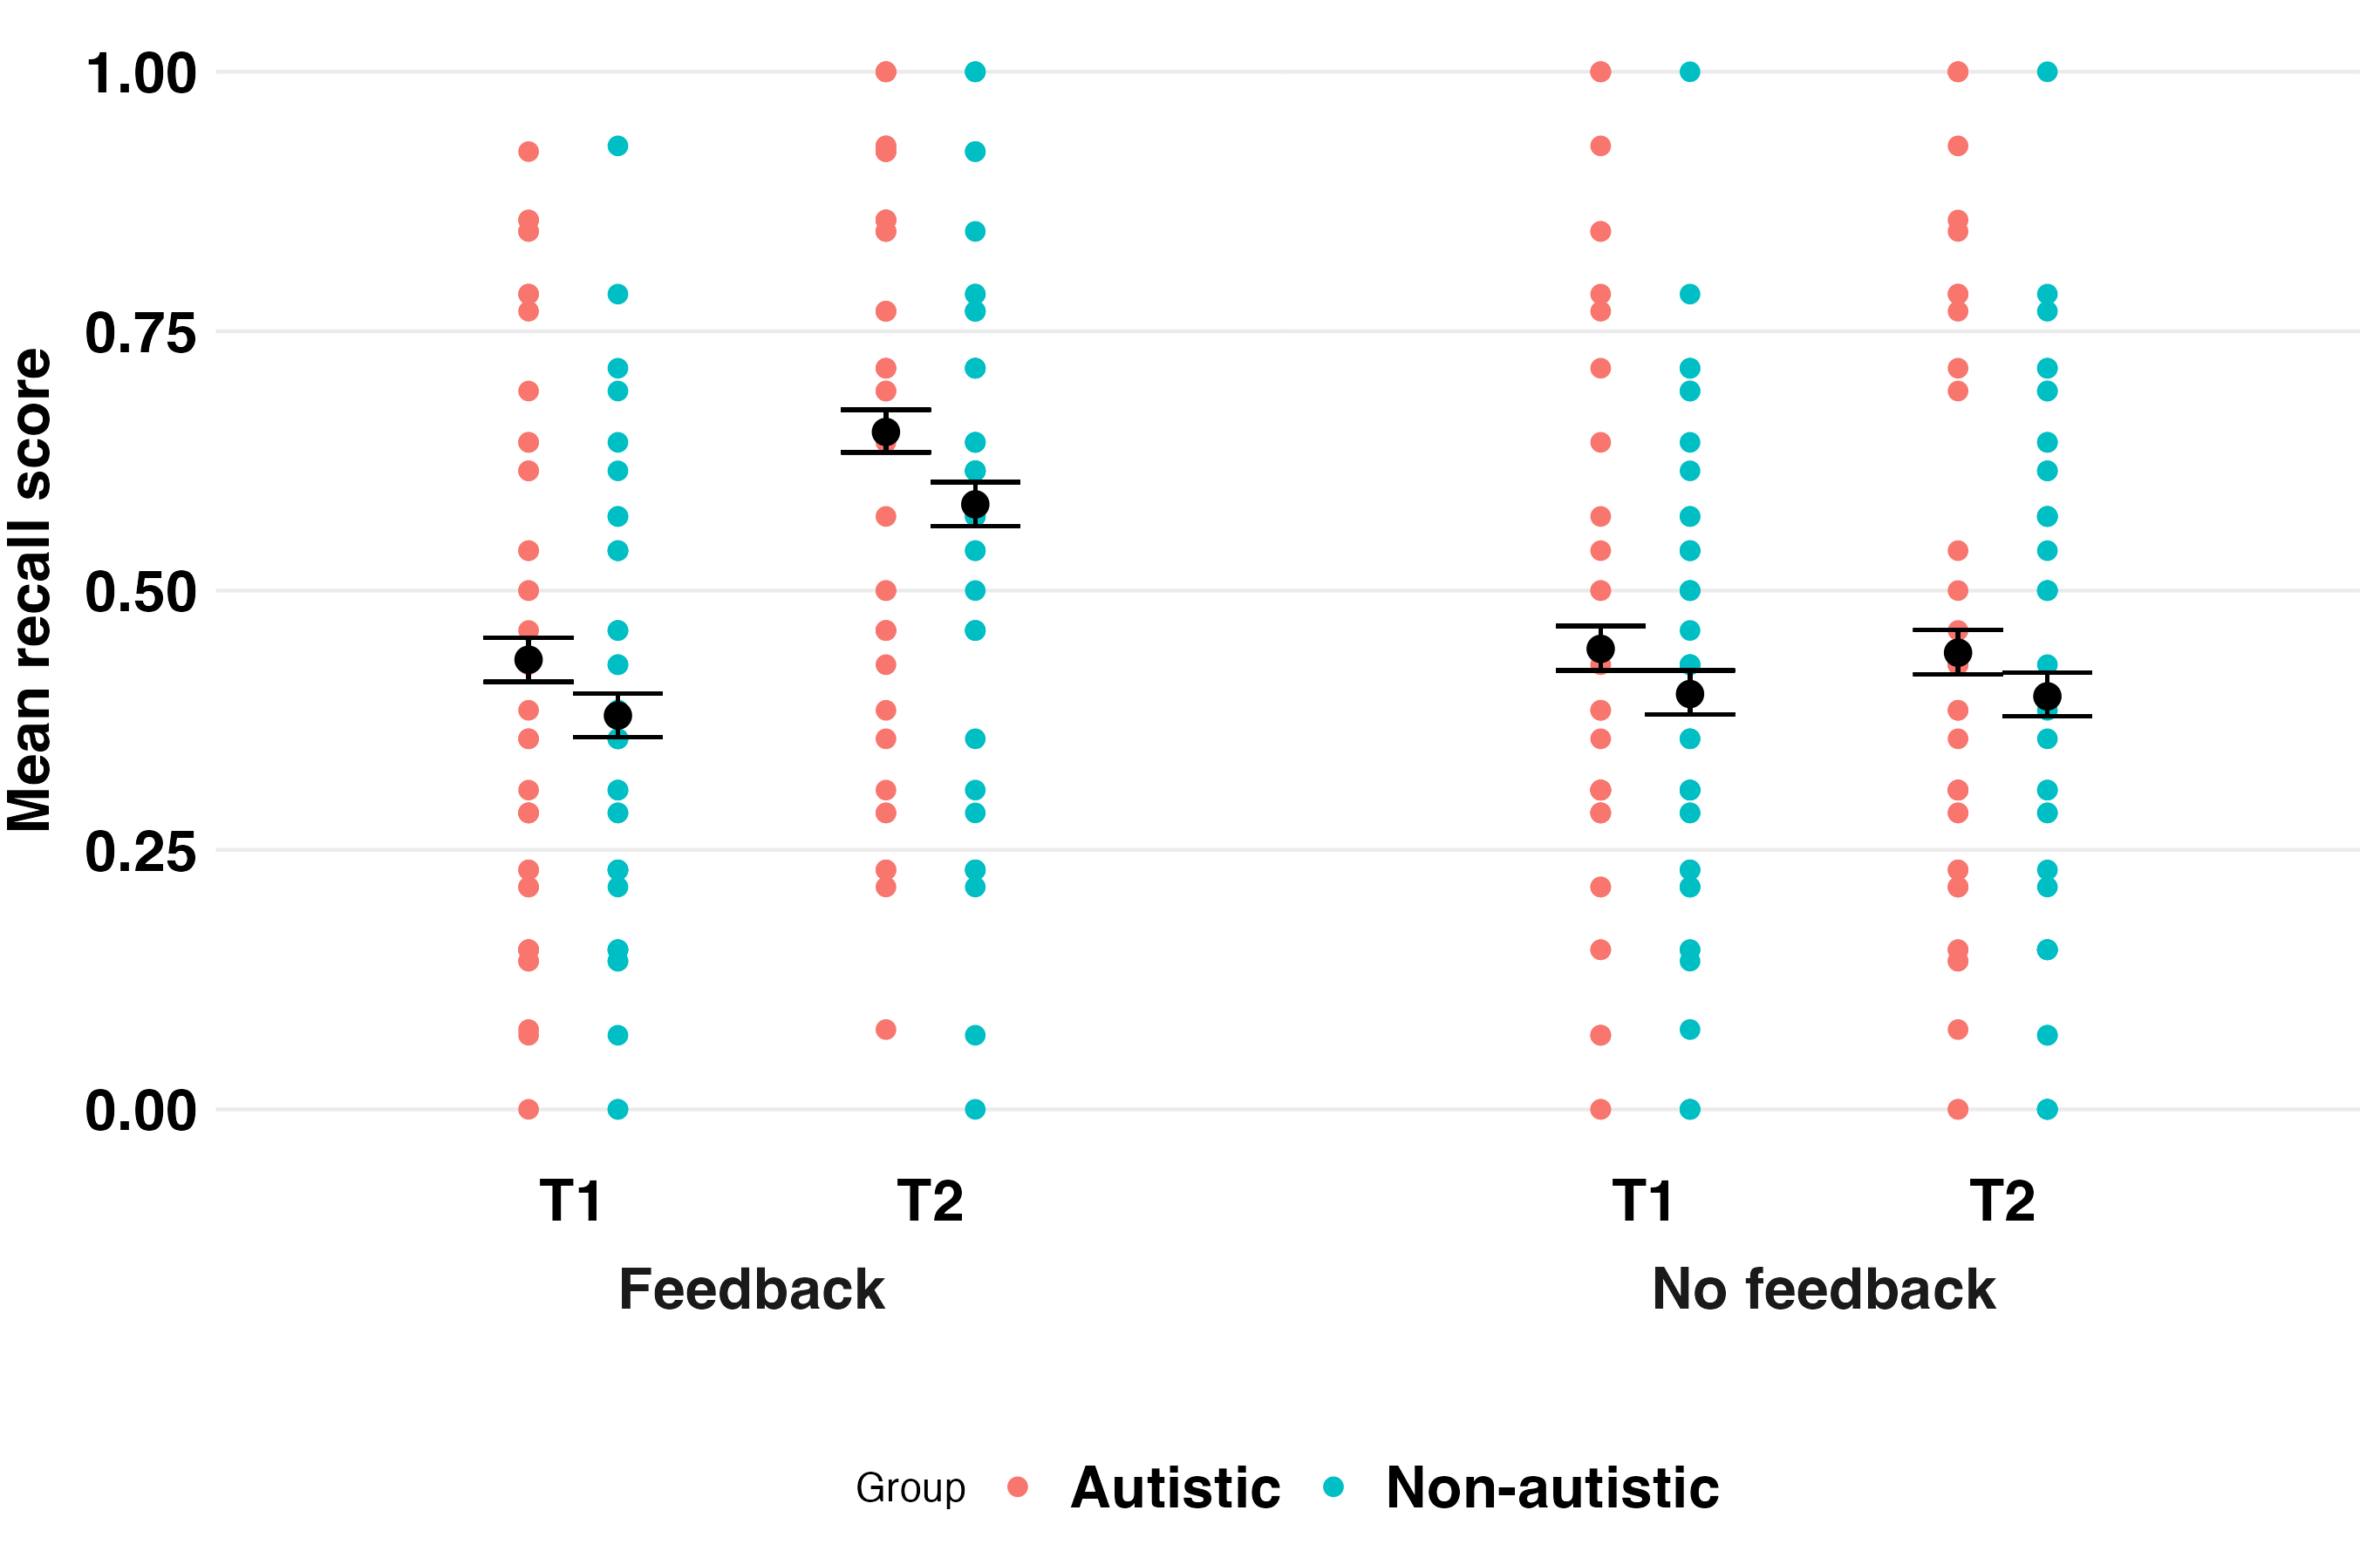 Mean recall score
1.00
0.75
0.50
0.25
0.00
T1 T2 T1 T2
Feedback No feedback
Group Autistic Non-autistic